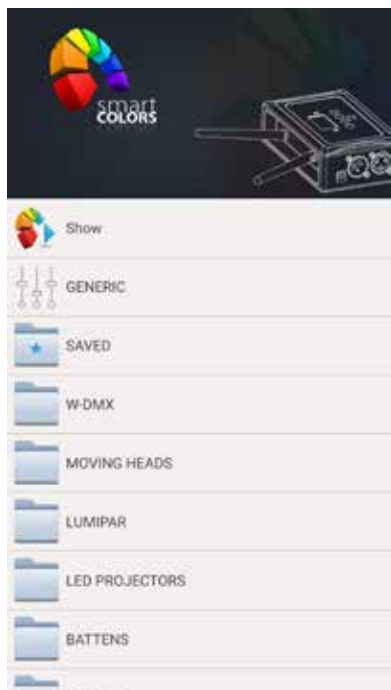 smart
COLORS
Show
GENERIC
SAVED
W-DMX
MOVING HEADS
LUMIPAR
LED PROJECTORS
BATTENS